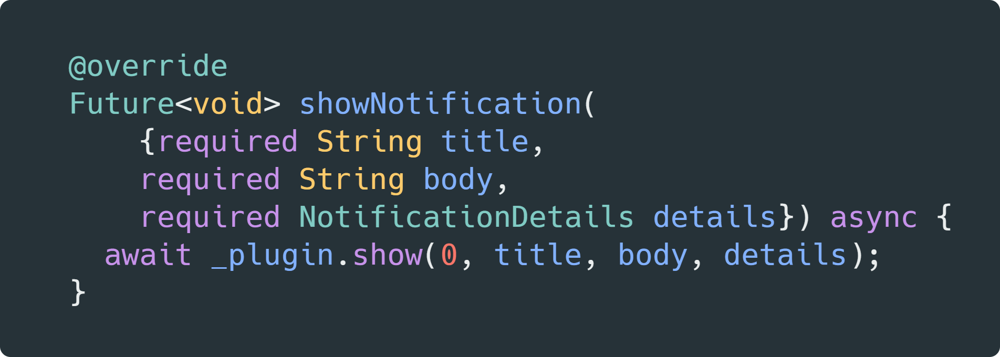 @override
Future<void> showNotification(
    {required String title,
    required String body,
    required NotificationDetails details}) async {
  await _plugin.show(0, title, body, details);
}